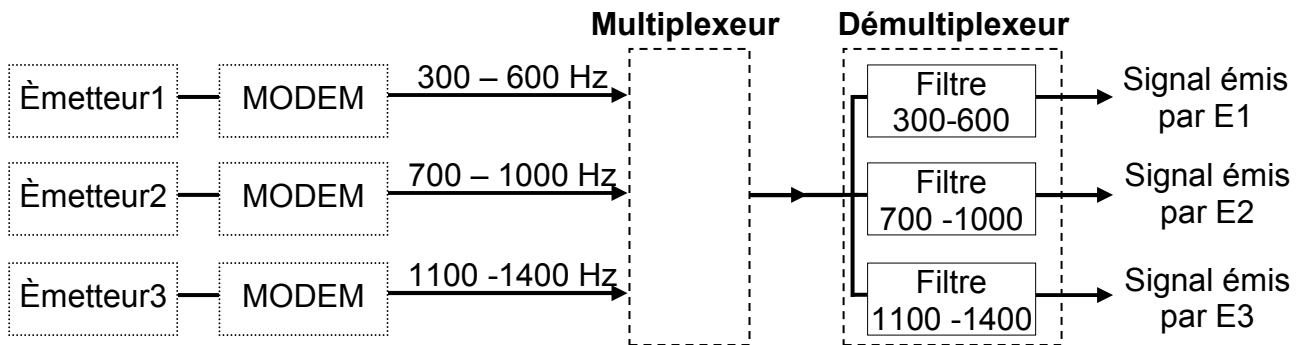 Multiplexeur
Démultiplexeur
Èmetteur1
MODEM
300 – 600 Hz
Filtre
300-600
Signal émis
par E1
Èmetteur2
MODEM
700 – 1000 Hz
Filtre
700 -1000
Signal émis
par E2
Èmetteur3
MODEM
1100 -1400 Hz
Filtre
1100 -1400
Signal émis
par E3